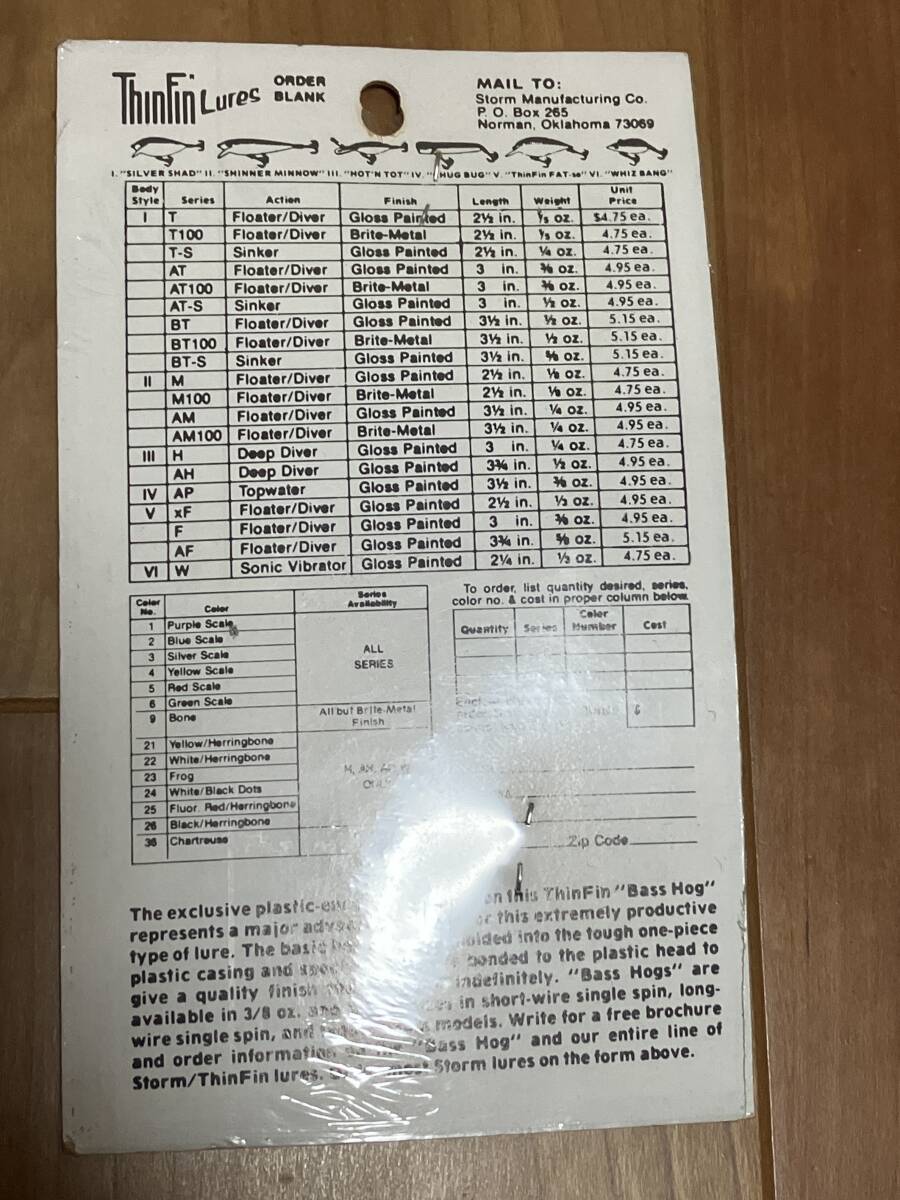 ThinFin Lures ORDER BLANK
MAIL TO:
Storm Manufacturing Co.
P. O. Box 265
Norman, Oklahoma 73069
I. "SILVER SHAD" II. "SHINNER MINNOW" III. "HOT'N TOT" IV. "HUG BUG" V. "ThinFin FAT-so" VI. "WHIZ BANG"
Body Style Series Action Finish Length Weight Unit Price
I T Floater/Diver Gloss Painted 2½ in. ⅓ oz. $4.75 ea.
T100 Floater/Diver Brite-Metal 2½ in. ⅓ oz. 4.75 ea.
T-S Sinker Gloss Painted 2½ in. ¼ oz. 4.75 ea.
AT Floater/Diver Gloss Painted 3 in. ⅜ oz. 4.95 ea.
AT100 Floater/Diver Brite-Metal 3 in. ⅜ oz. 4.95 ea.
AT-S Sinker Gloss Painted 3 in. ½ oz. 4.95 ea.
BT Floater/Diver Gloss Painted 3½ in. ½ oz. 5.15 ea.
BT100 Floater/Diver Brite-Metal 3½ in. ½ oz. 5.15 ea.
BT-S Sinker Gloss Painted 3½ in. ⅝ oz. 5.15 ea.
II M Floater/Diver Gloss Painted 2½ in. ⅛ oz. 4.75 ea.
M100 Floater/Diver Brite-Metal 2½ in. ⅛ oz. 4.75 ea.
AM Floater/Diver Gloss Painted 3½ in. ¼ oz. 4.95 ea.
AM100 Floater/Diver Brite-Metal 3½ in. ¼ oz. 4.95 ea.
III H Deep Diver Gloss Painted 3 in. ¼ oz. 4.75 ea.
AH Deep Diver Gloss Painted 3¾ in. ½ oz. 4.95 ea.
IV AP Topwater Gloss Painted 3½ in. ⅜ oz. 4.95 ea.
V xF Floater/Diver Gloss Painted 2½ in. ⅓ oz. 4.95 ea.
F Floater/Diver Gloss Painted 3 in. ⅜ oz. 4.95 ea.
AF Floater/Diver Gloss Painted 3¾ in. ⅝ oz. 5.15 ea.
VI W Sonic Vibrator Gloss Painted 2¼ in. ⅓ oz. 4.75 ea.
Color No. Color Series Availability
1 Purple Scale
2 Blue Scale
3 Silver Scale
4 Yellow Scale
5 Red Scale
6 Green Scale
ALL SERIES
9 Bone All but Brite-Metal Finish
21 Yellow/Herringbone
22 White/Herringbone
23 Frog
24 White/Black Dots
25 Fluor. Red/Herringbone
26 Black/Herringbone
36 Chartreuse
To order, list quantity desired, series,
color no. & cost in proper column below.
Quantity Series Color Number Cost
Zip Code
The exclusive on this ThinFin "Bass Hog"
represents a major this extremely productive
type of lure. The basic into the tough one-piece
plastic casing and bonded to the plastic head to
give a quality finish indefinitely. "Bass Hogs" are
available in 3/8 oz. and in short-wire single spin, long-
wire single spin, and models. Write for a free brochure
and order information on the "Bass Hog" and our entire line of
Storm/ThinFin lures. most Storm lures on the form above.